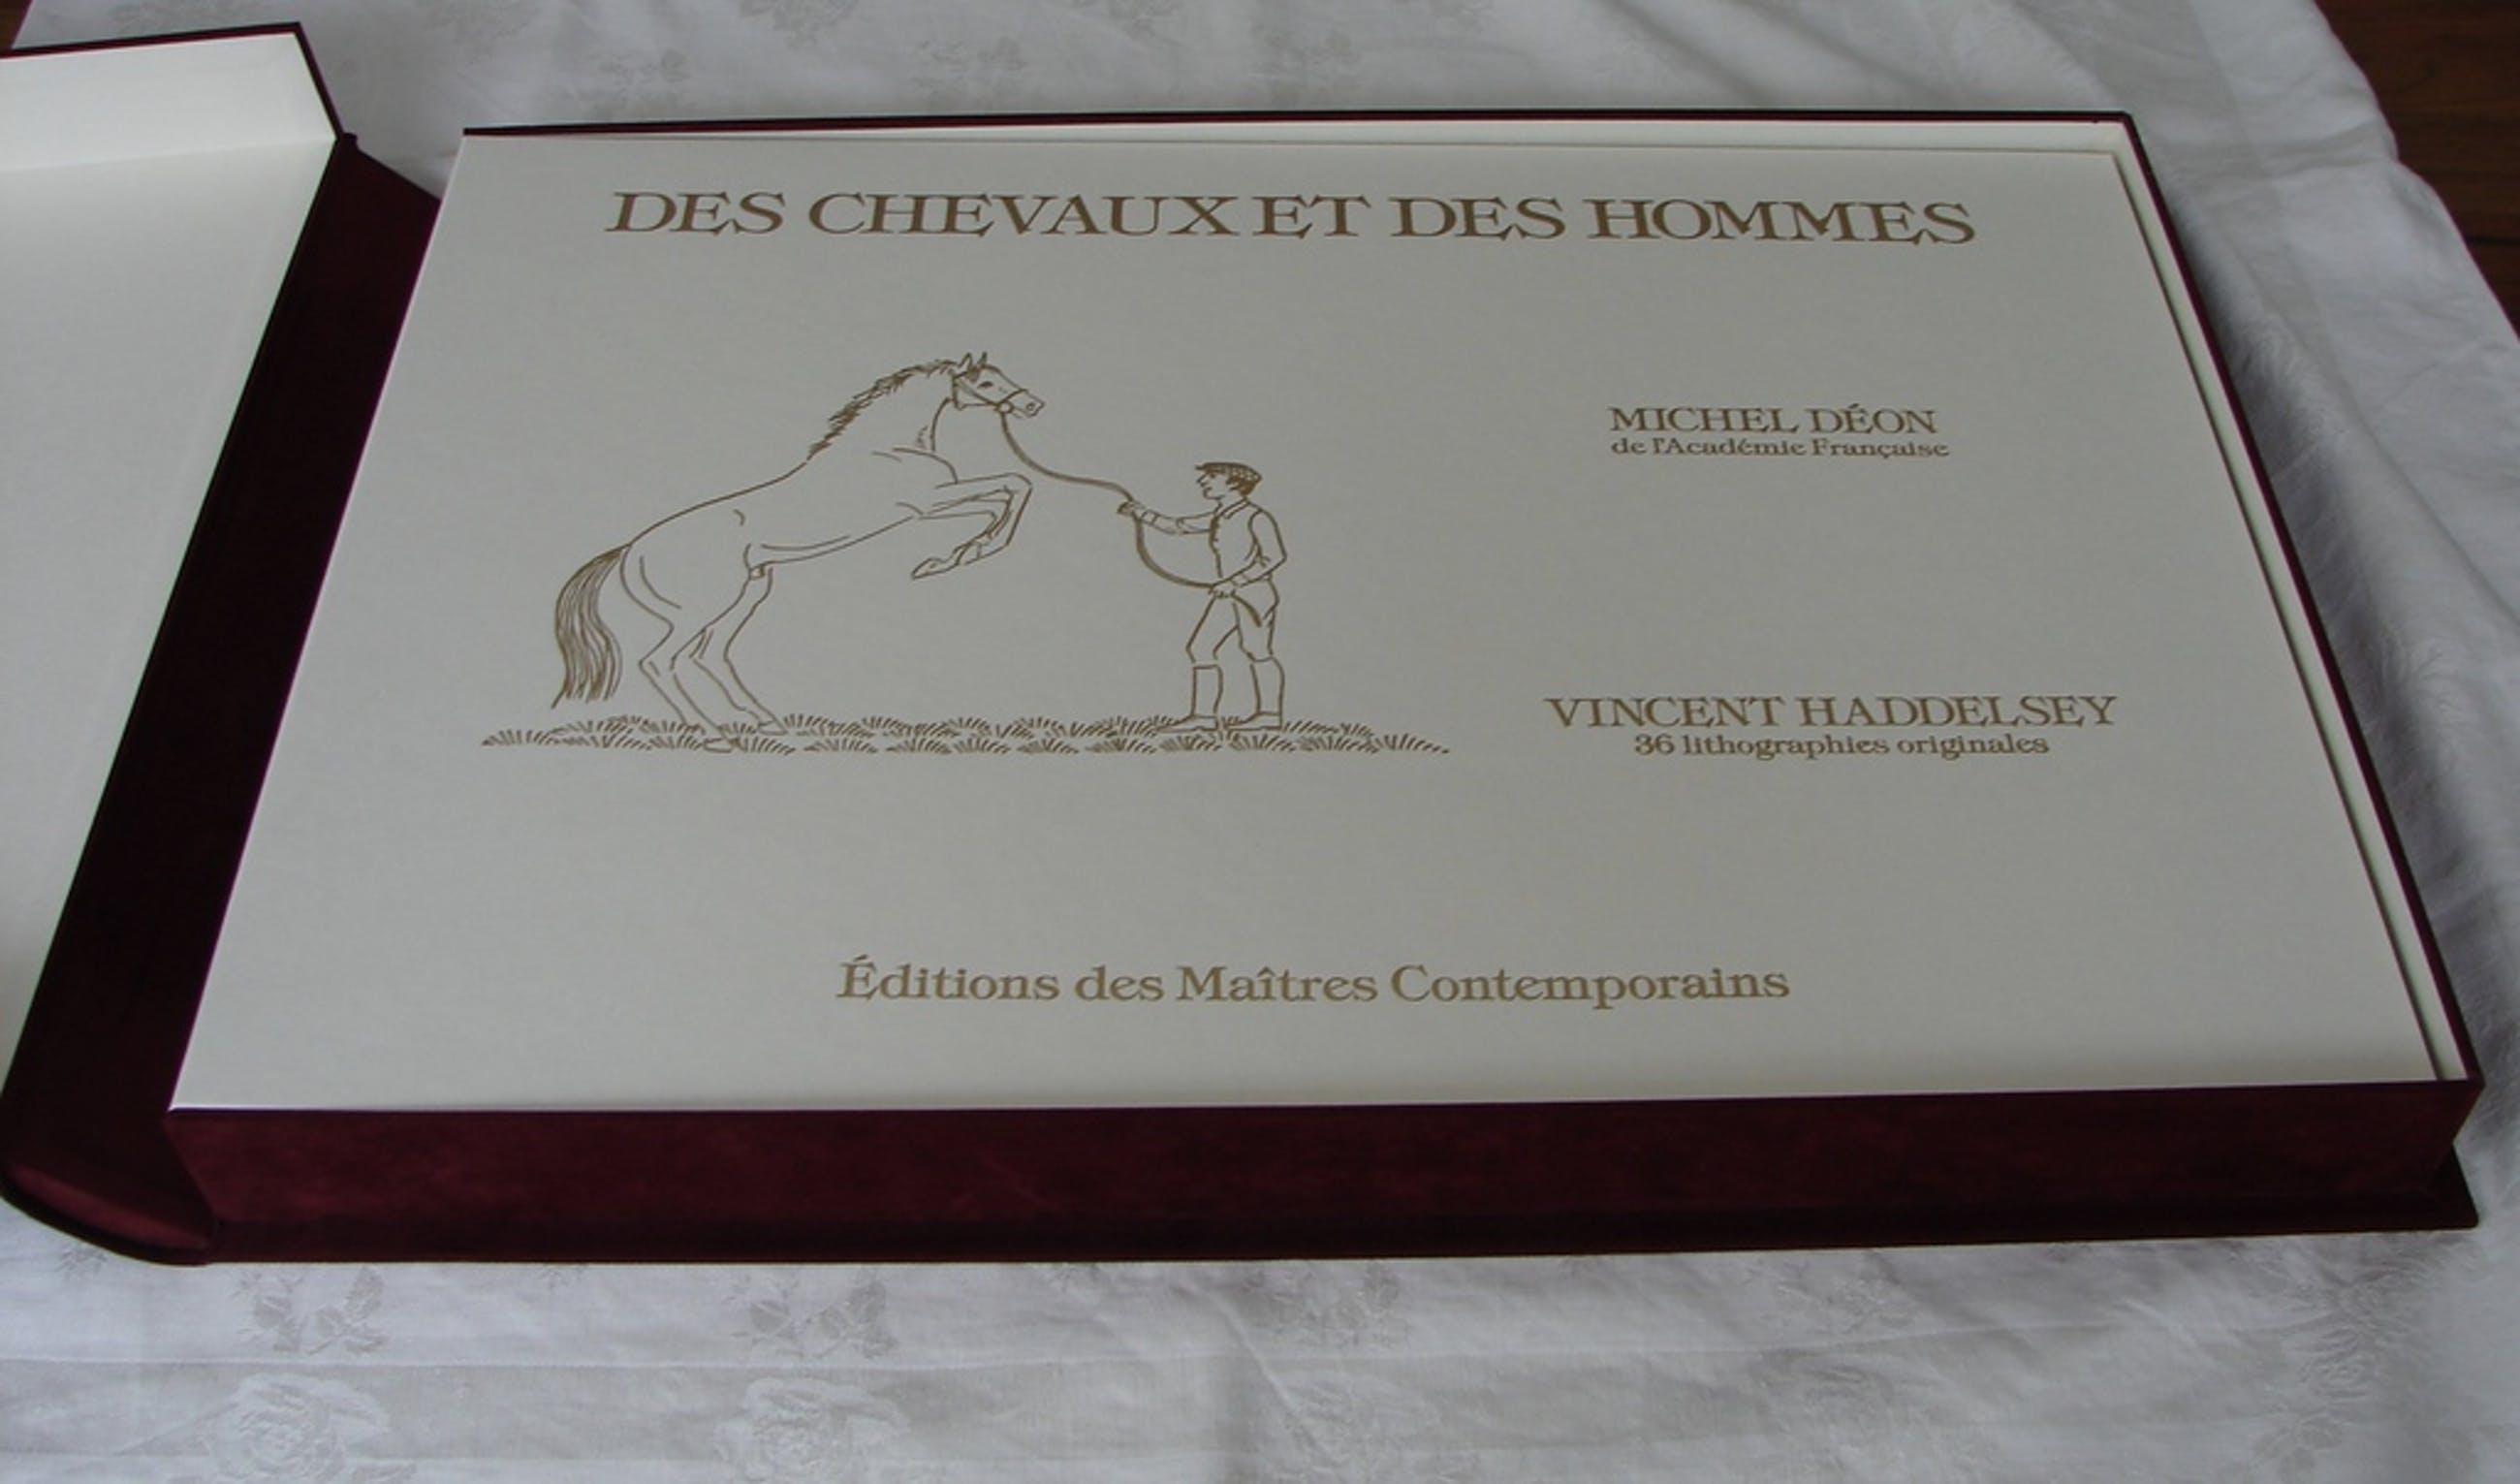 DES CHEVAUX ET DES HOMMES
MICHEL DÉON
de l'Académie Française
VINCENT HADDELSEY
36 lithographies originales
Éditions des Maîtres Contemporains